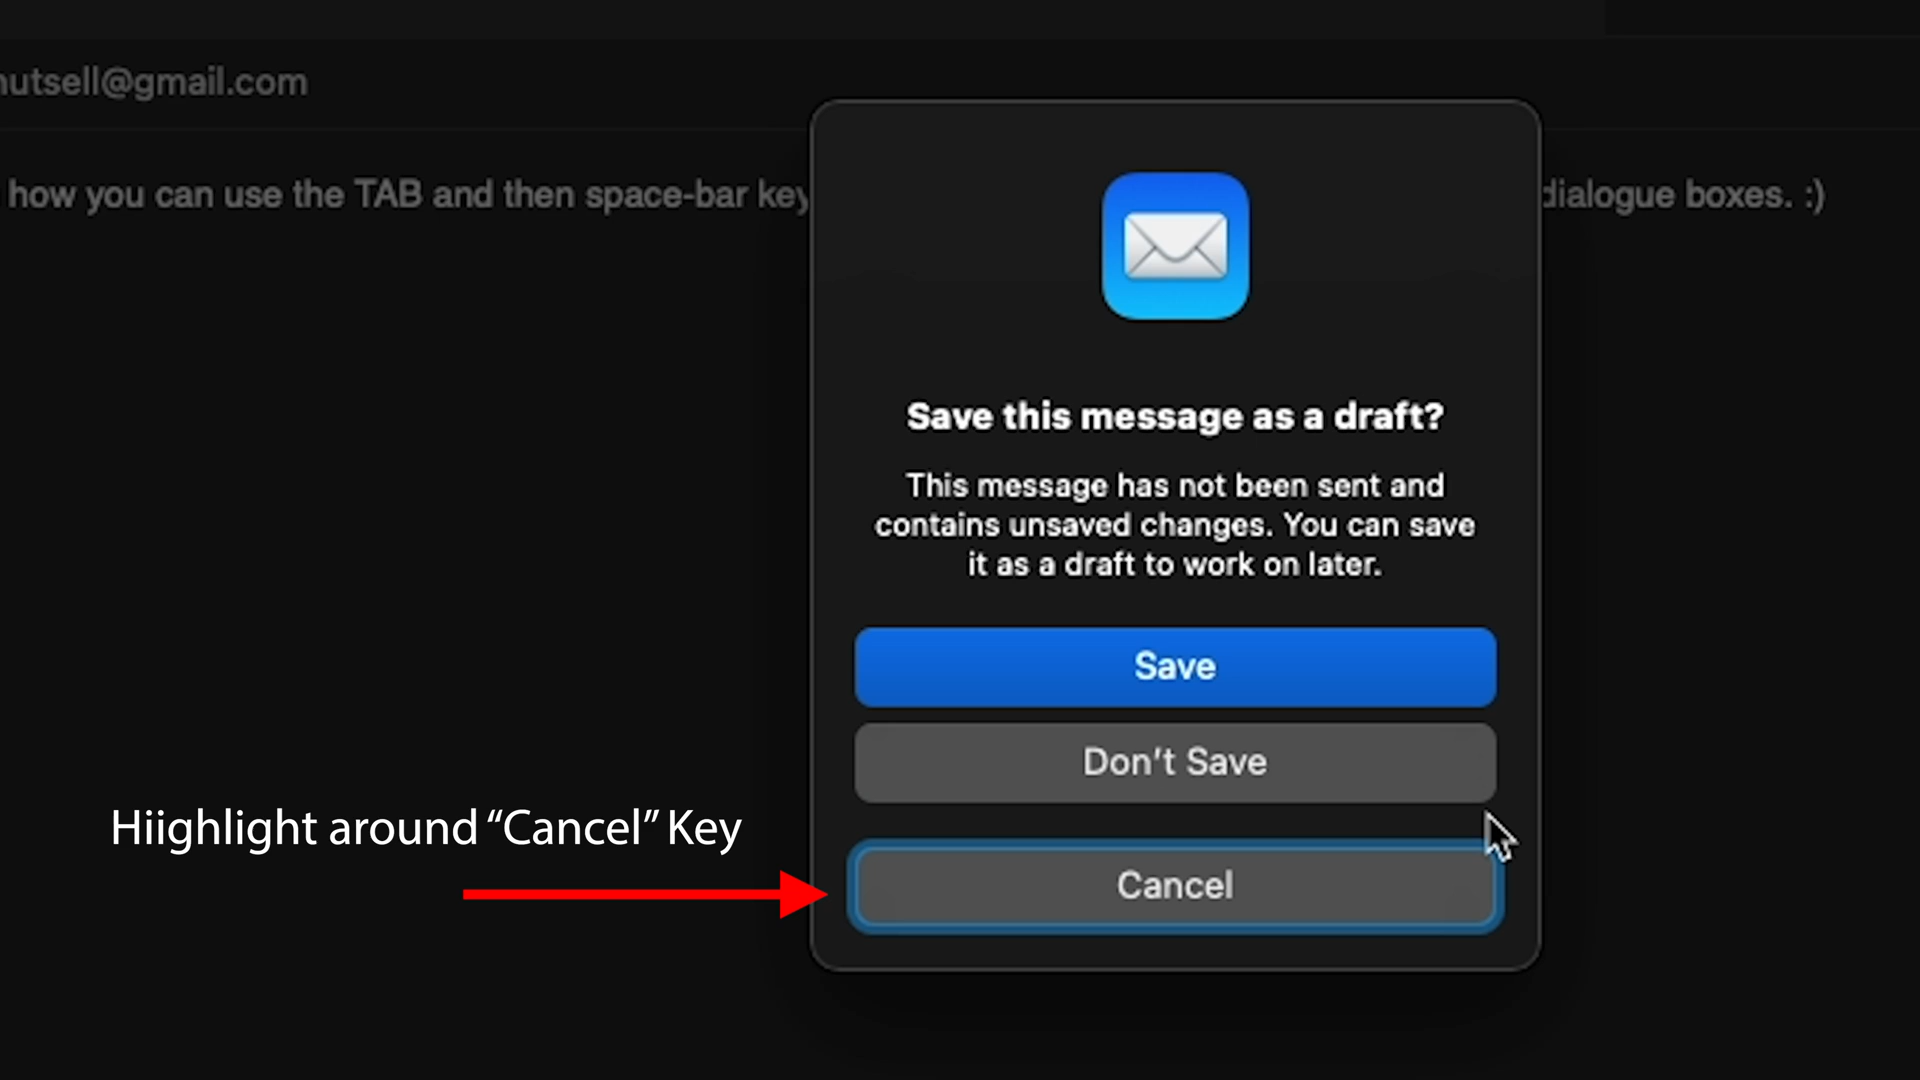 nutsell@gmail.com
how you can use the TAB and then space-bar key
dialogue boxes. :)
Save this message as a draft?
This message has not been sent and
contains unsaved changes. You can save
it as a draft to work on later.
Save
Don't Save
Hiighlight around “Cancel” Key
Cancel